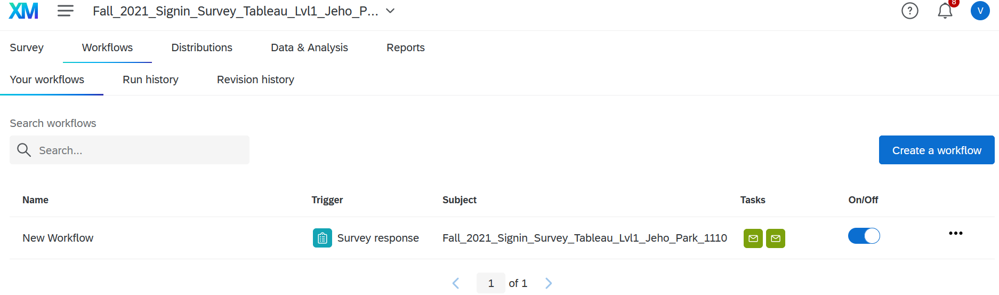 XM Fall_2021_Signin_Survey_Tableau_Lvl1_Jeho_P... ? 8 V
Survey Workflows Distributions Data & Analysis Reports
Your workflows Run history Revision history
Search workflows
Search...
Create a workflow
Name Trigger Subject Tasks On/Off
New Workflow Survey response Fall_2021_Signin_Survey_Tableau_Lvl1_Jeho_Park_1110
1 of 1